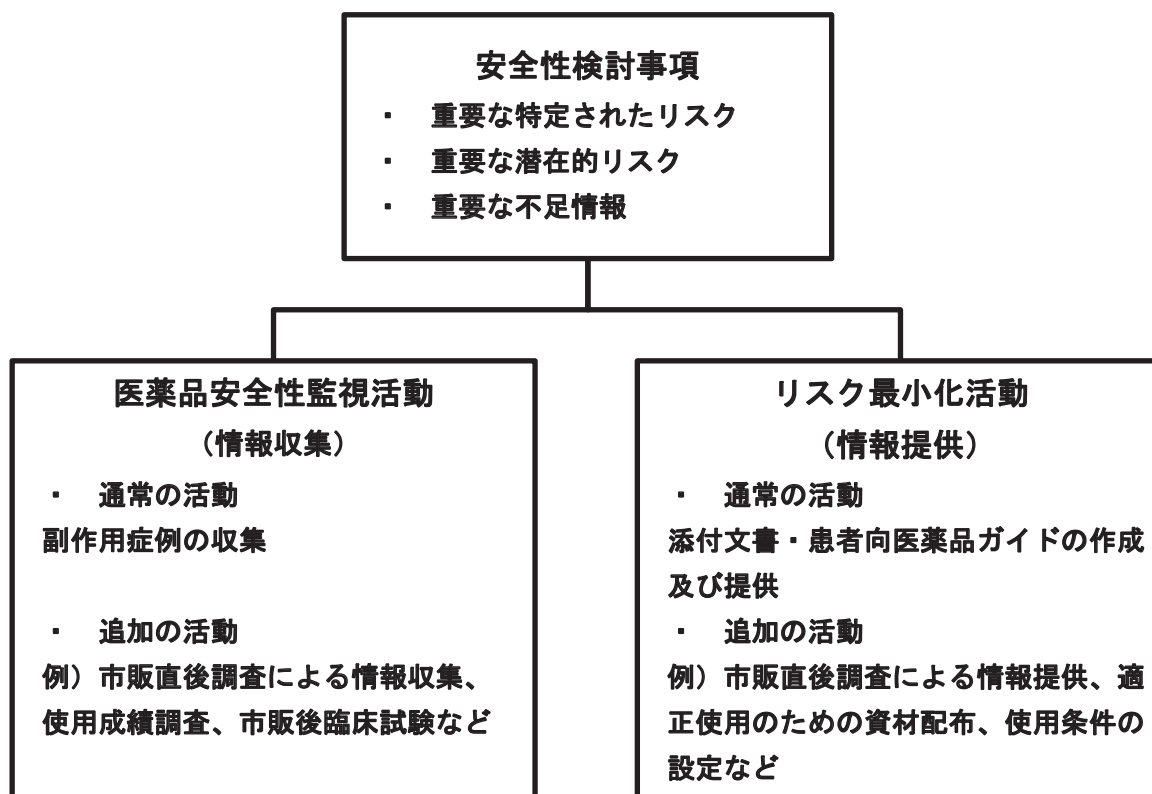 安全性検討事項
・ 重要な特定されたリスク
・ 重要な潜在的リスク
・ 重要な不足情報
医薬品安全性監視活動
（情報収集）
・ 通常の活動
副作用症例の収集
・ 追加の活動
例）市販直後調査による情報収集、
使用成績調査、市販後臨床試験など
リスク最小化活動
（情報提供）
・ 通常の活動
添付文書・患者向医薬品ガイドの作成
及び提供
・ 追加の活動
例）市販直後調査による情報提供、適
正使用のための資材配布、使用条件の
設定など